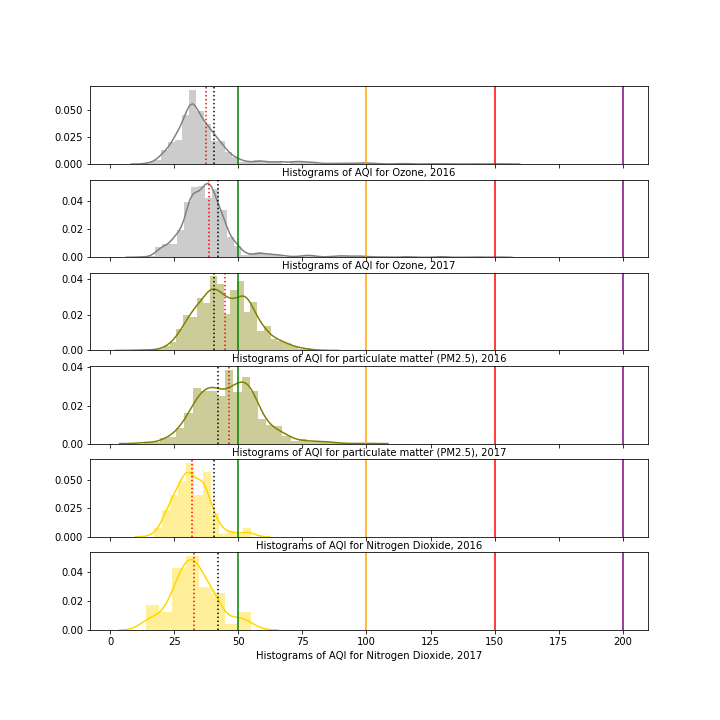 0.050
0.025
0.000
Histograms of AQI for Ozone, 2016
0.04
0.02
0.00
Histograms of AQI for Ozone, 2017
0.04
0.02
0.00
Histograms of AQI for particulate matter (PM2.5), 2016
0.04
0.02
0.00
Histograms of AQI for particulate matter (PM2.5), 2017
0.050
0.025
0.000
Histograms of AQI for Nitrogen Dioxide, 2016
0.04
0.02
0.00
0 25 50 75 100 125 150 175 200
Histograms of AQI for Nitrogen Dioxide, 2017